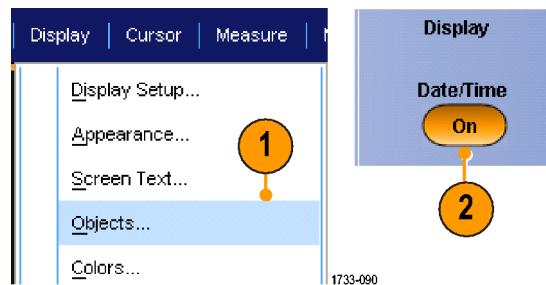 Display | Cursor | Measure |
Display Setup...
Appearance...
1
Screen Text...
Objects...
Colors...
Display
Date/Time
On
2
1733-090